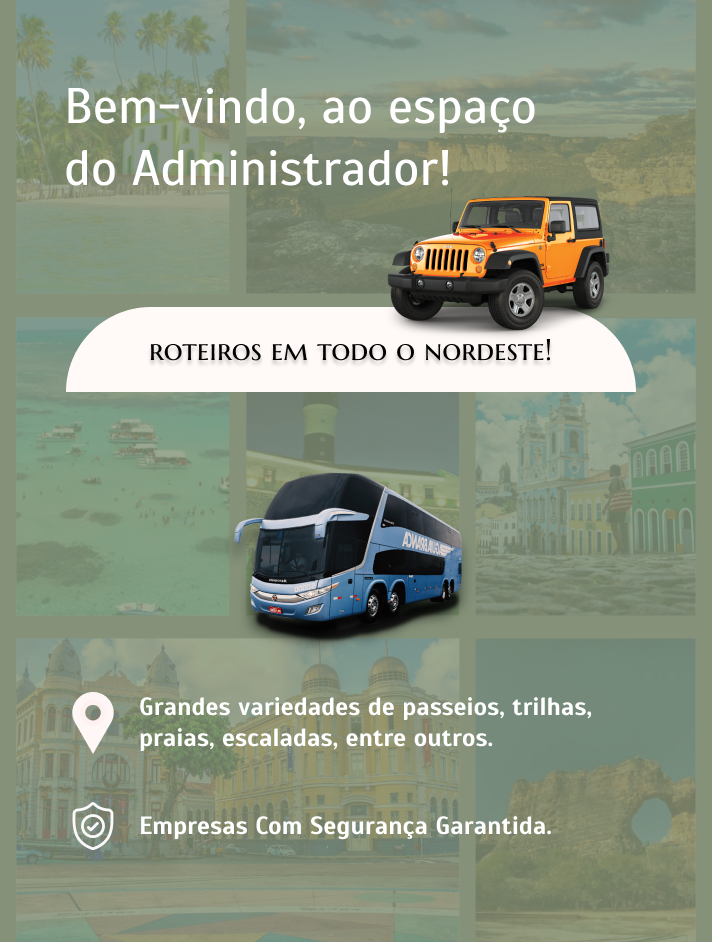 Bem-vindo, ao espaço
do Administrador!
ROTEIROS EM TODO O NORDESTE!
Grandes variedades de passeios, trilhas,
praias, escaladas, entre outros.
Empresas Com Segurança Garantida.